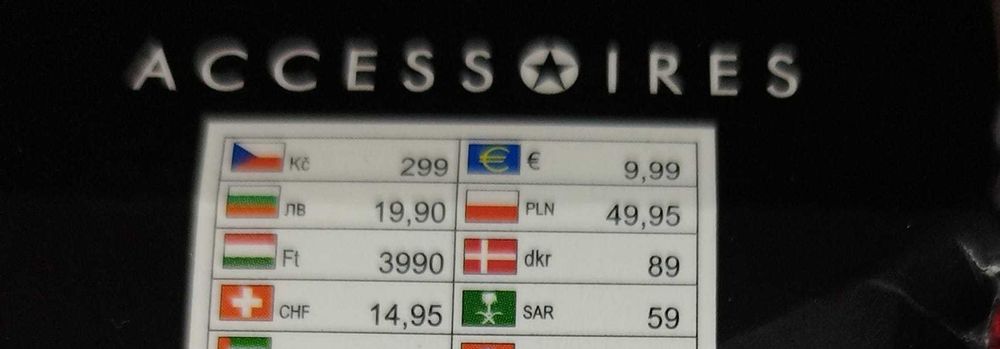 ACCESSOIRES
Kč 299 € 9,99
лв 19,90 PLN 49,95
Ft 3990 dkr 89
CHF 14,95 SAR 59